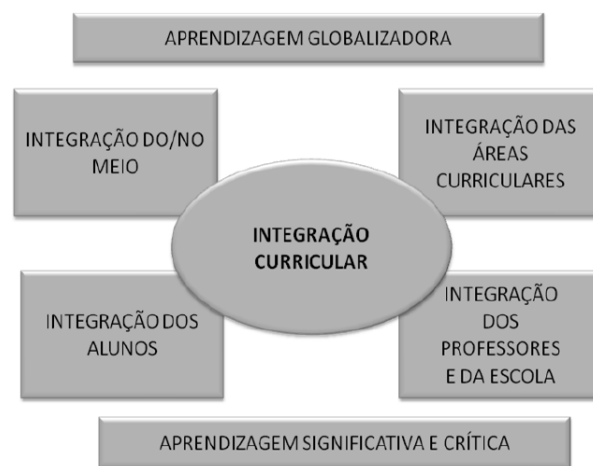 APRENDIZAGEM GLOBALIZADORA
INTEGRAÇÃO DO/NO
MEIO
INTEGRAÇÃO DAS
ÁREAS
CURRICULARES
INTEGRAÇÃO
CURRICULAR
INTEGRAÇÃO DOS
ALUNOS
INTEGRAÇÃO
DOS
PROFESSORES
E DA ESCOLA
APRENDIZAGEM SIGNIFICATIVA E CRÍTICA